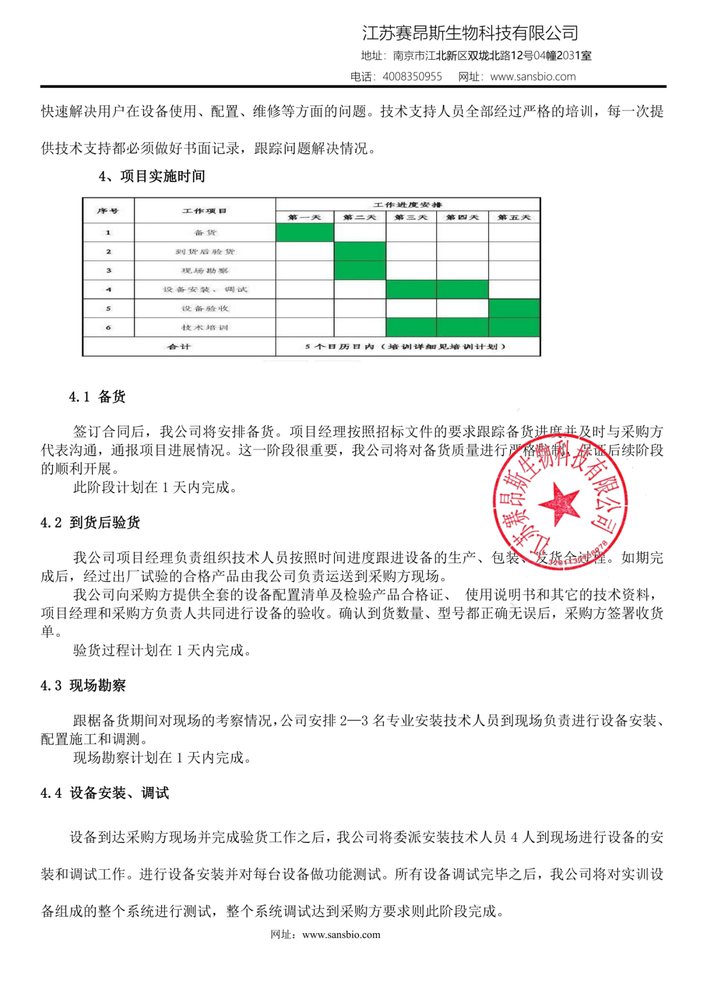 江苏赛昂斯生物科技有限公司
地址：南京市江北新区双垅北路12号04幢2031室
电话：4008350955 网址：www.sansbio.com
快速解决用户在设备使用、配置、维修等方面的问题。技术支持人员全部经过严格的培训，每一次提
供技术支持都必须做好书面记录，跟踪问题解决情况。
4、项目实施时间
序号 工作项目 工作进度安排
第一天 第二天 第三天 第四天 第五天
1 备货
2 到货后验货
3 现场勘察
4 设备安装、调试
5 设备验收
6 技术培训
合计 5个日历日内（培训详细见培训计划）
4.1 备货
签订合同后，我公司将安排备货。项目经理按照招标文件的要求跟踪备货进度并及时与采购方
代表沟通，通报项目进展情况。这一阶段很重要，我公司将对备货质量进行严格监制，保证后续阶段
的顺利开展。
此阶段计划在 1 天内完成。
江苏赛昂斯生物科技有限公司
4.2 到货后验货
我公司项目经理负责组织技术人员按照时间进度跟进设备的生产、包装、发货全过程。如期完
成后，经过出厂试验的合格产品由我公司负责运送到采购方现场。
我公司向采购方提供全套的设备配置清单及检验产品合格证、 使用说明书和其它的技术资料，
项目经理和采购方负责人共同进行设备的验收。确认到货数量、型号都正确无误后，采购方签署收货
单。
验货过程计划在 1 天内完成。
4.3 现场勘察
跟椐备货期间对现场的考察情况，公司安排 2—3 名专业安装技术人员到现场负责进行设备安装、
配置施工和调测。
现场勘察计划在 1 天内完成。
4.4 设备安装、调试
设备到达采购方现场并完成验货工作之后，我公司将委派安装技术人员 4 人到现场进行设备的安
装和调试工作。进行设备安装并对每台设备做功能测试。所有设备调试完毕之后，我公司将对实训设
备组成的整个系统进行测试，整个系统调试达到采购方要求则此阶段完成。
网址：www.sansbio.com